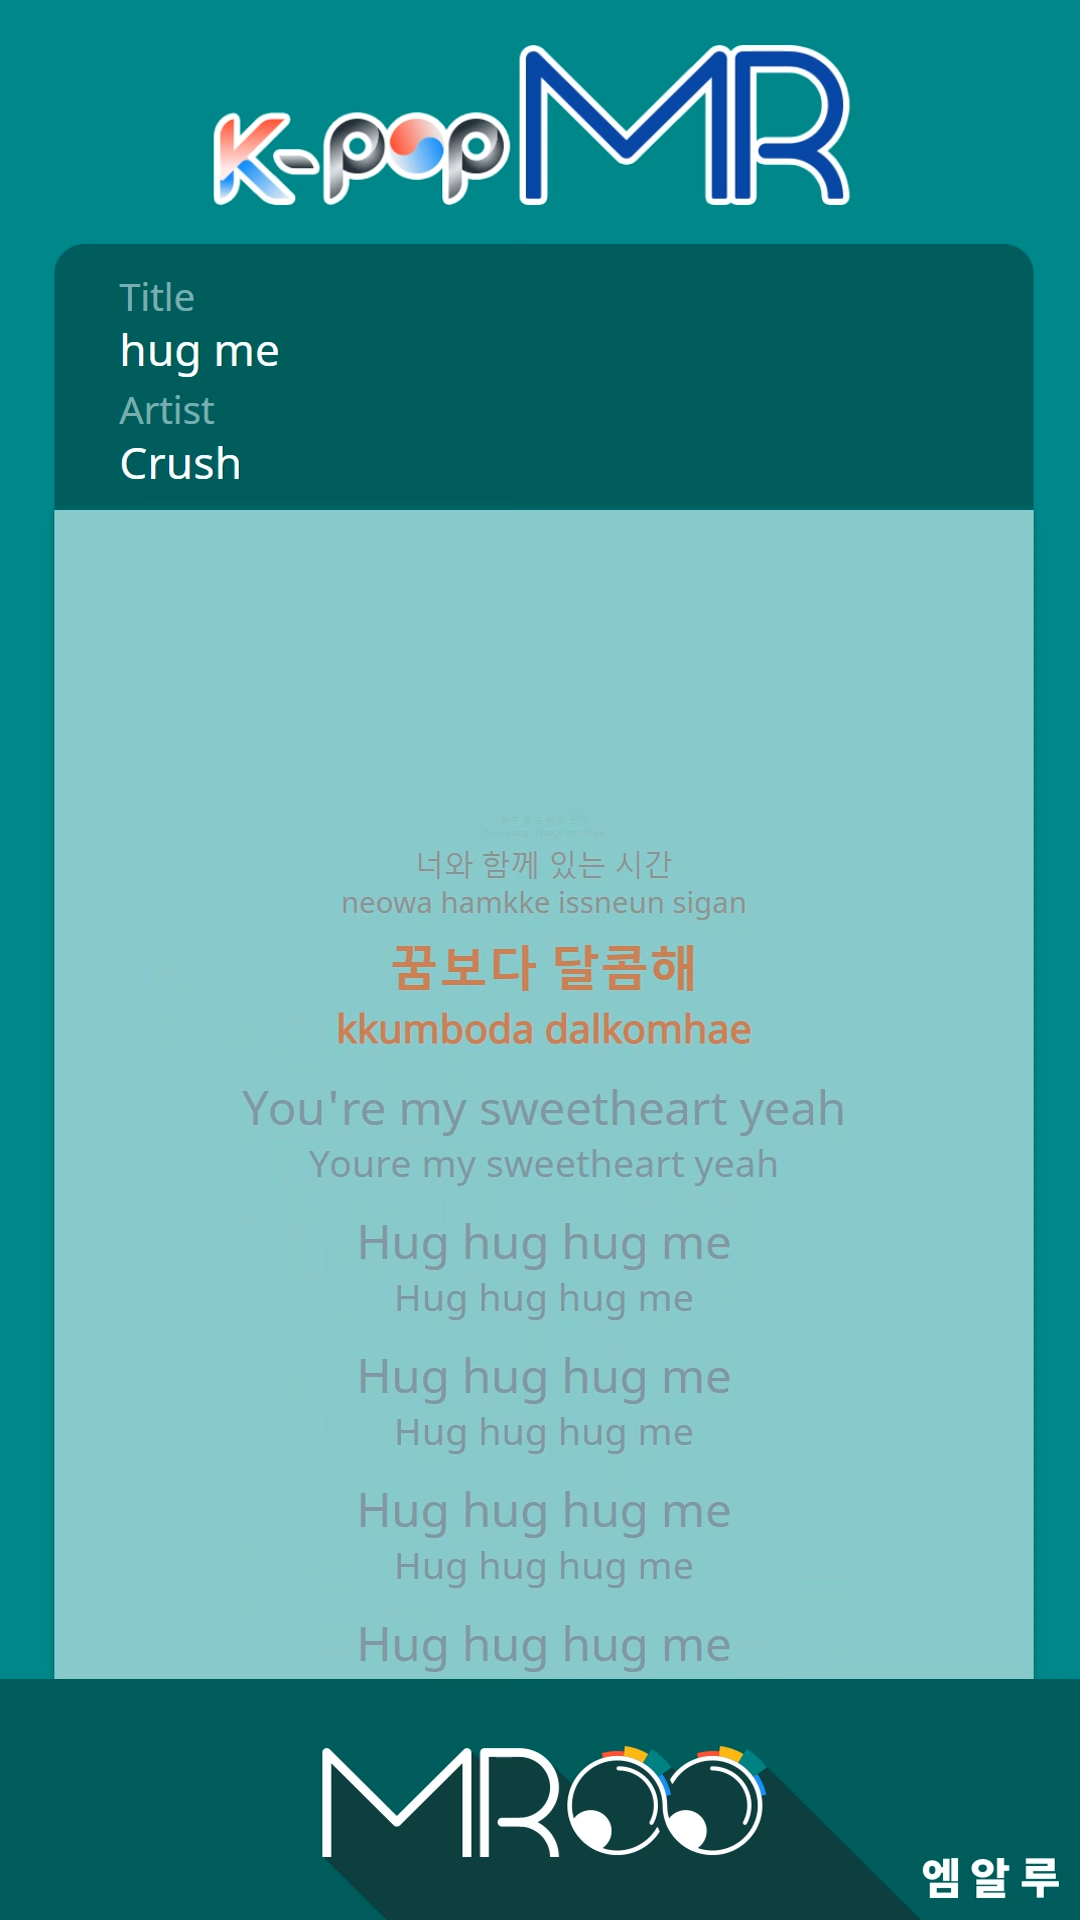 K-pop MR
Title
hug me
Artist
Crush
너와 함께 있는 시간
neowa hamkke issneun sigan
꿈보다 달콤해
kkumboda dalkomhae
You're my sweetheart yeah
Youre my sweetheart yeah
Hug hug hug me
Hug hug hug me
Hug hug hug me
Hug hug hug me
Hug hug hug me
Hug hug hug me
Hug hug hug me
MROO
엠알루